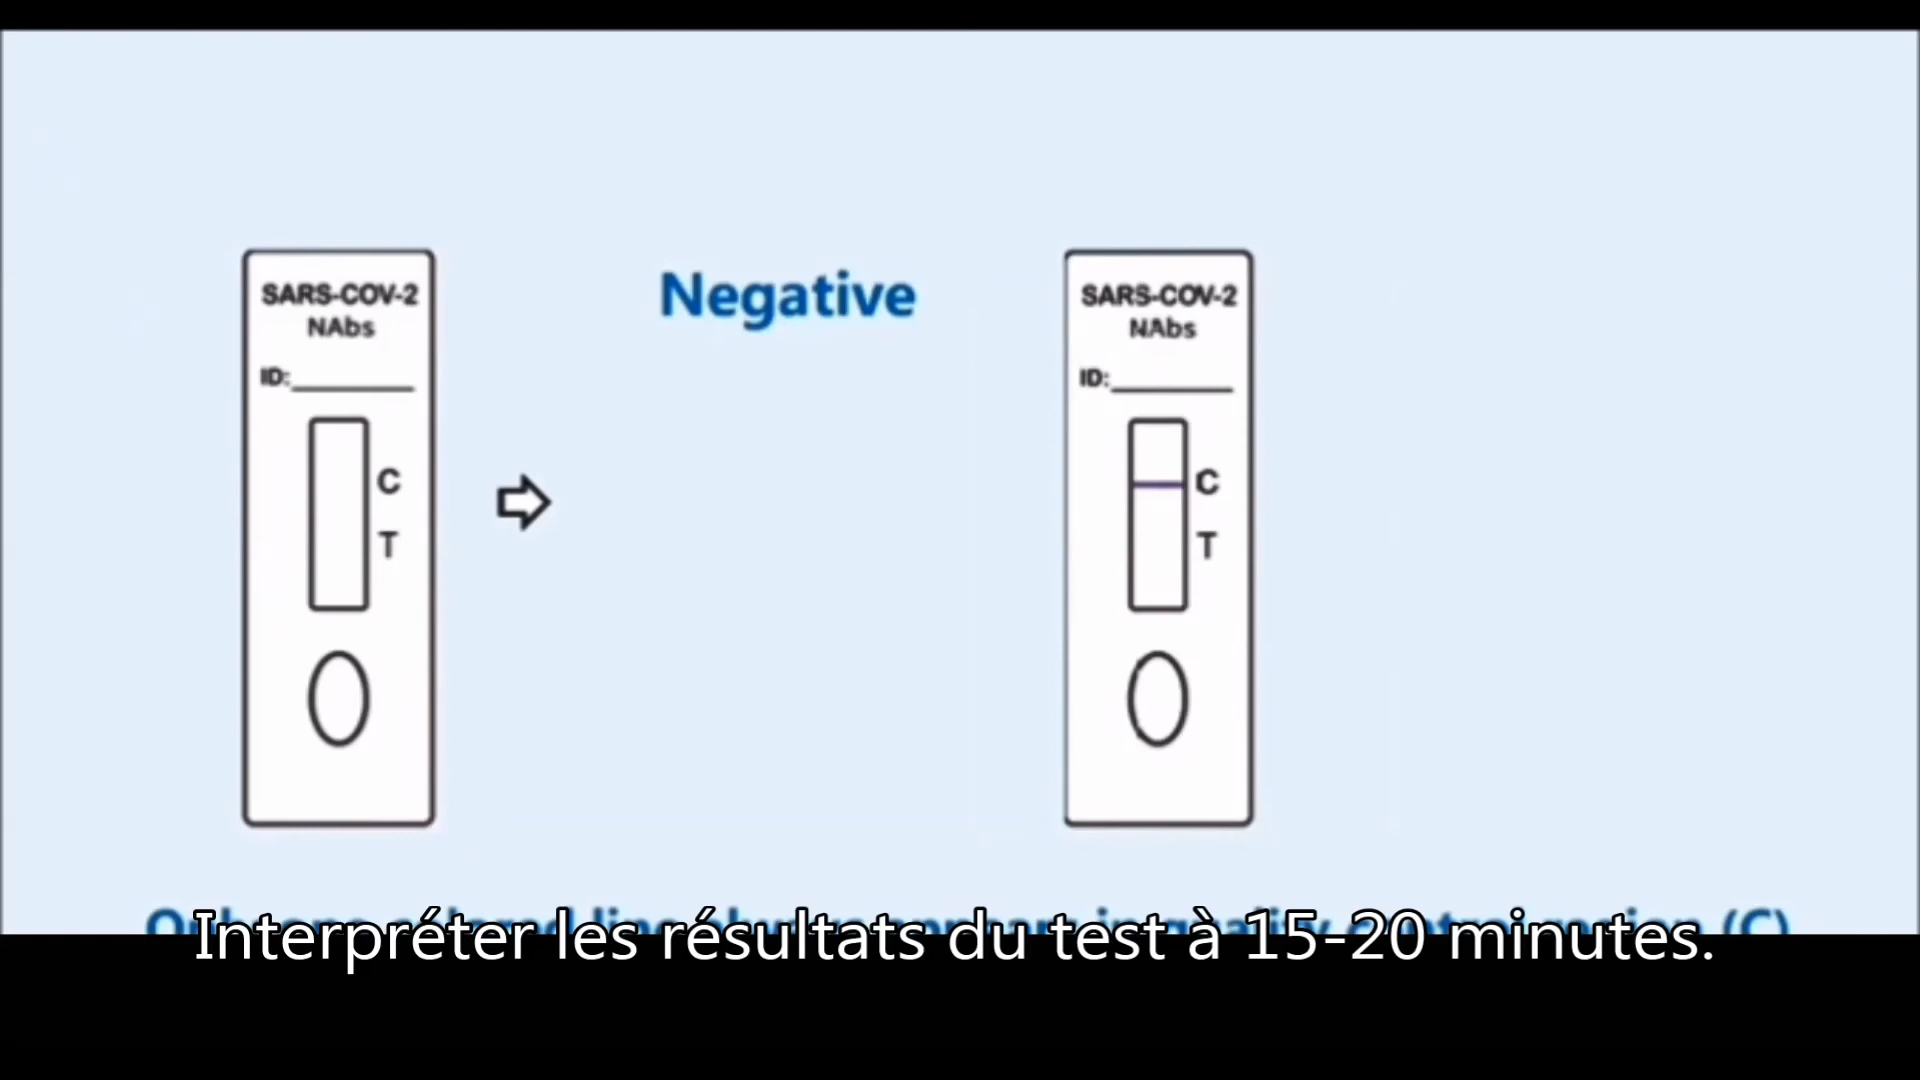 SARS-COV-2
NAbs
ID:
C
T
Negative
SARS-COV-2
NAbs
ID:
C
T
(C)
Interpréter les résultats du test à 15-20 minutes.